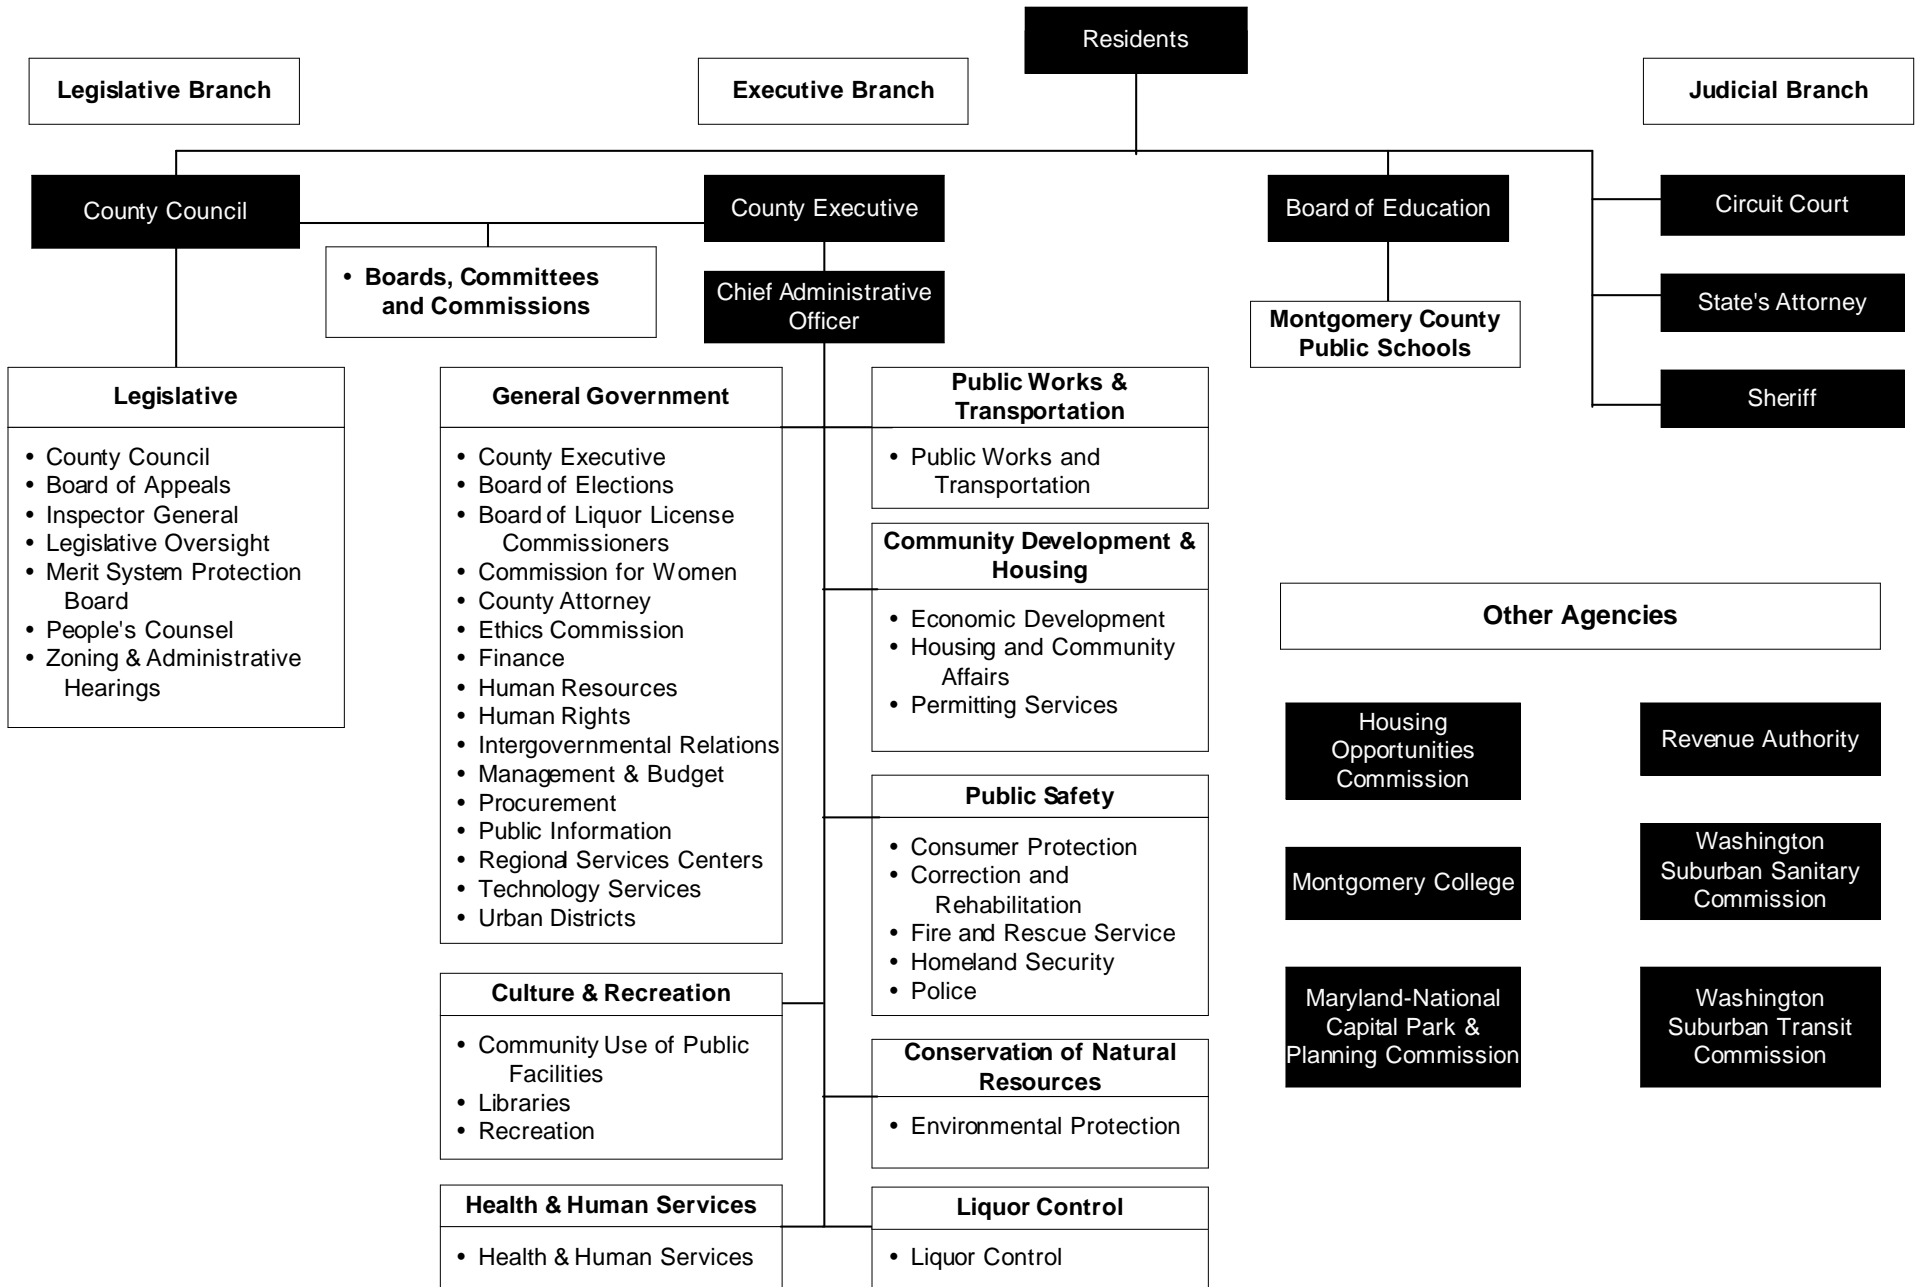 Residents
Legislative Branch
Executive Branch
Judicial Branch
County Council
County Executive
Board of Education
Circuit Court
• Boards, Committees
and Commissions
Chief Administrative
Officer
Montgomery County
Public Schools
State's Attorney
Sheriff
Legislative
• County Council
• Board of Appeals
• Inspector General
• Legislative Oversight
• Merit System Protection
Board
• People's Counsel
• Zoning & Administrative
Hearings
General Government
• County Executive
• Board of Elections
• Board of Liquor License
Commissioners
• Commission for Women
• County Attorney
• Ethics Commission
• Finance
• Human Resources
• Human Rights
• Intergovernmental Relations
• Management & Budget
• Procurement
• Public Information
• Regional Services Centers
• Technology Services
• Urban Districts
Culture & Recreation
• Community Use of Public
Facilities
• Libraries
• Recreation
Health & Human Services
• Health & Human Services
Public Works &
Transportation
• Public Works and
Transportation
Community Development &
Housing
• Economic Development
• Housing and Community
Affairs
• Permitting Services
Public Safety
• Consumer Protection
• Correction and
Rehabilitation
• Fire and Rescue Service
• Homeland Security
• Police
Conservation of Natural
Resources
• Environmental Protection
Liquor Control
• Liquor Control
Other Agencies
Housing
Opportunities
Commission
Revenue Authority
Montgomery College
Washington
Suburban Sanitary
Commission
Maryland-National
Capital Park &
Planning Commission
Washington
Suburban Transit
Commission